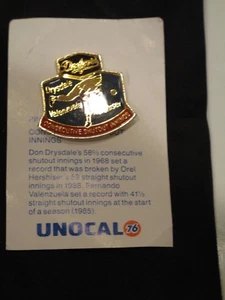 Dodgers
Drysdale
Valenzuela
CONSECUTIVE SHUTOUT INNINGS
INNINGS
Don Drysdale's 58⅔ consecutive
shutout innings in 1968 set a
record that was broken by Orel
Hershiser's 59 straight shutout
innings in 1988. Fernando
Valenzuela set a record with 41⅓
straight shutout innings at the start
of a season (1985).
UNOCAL 76